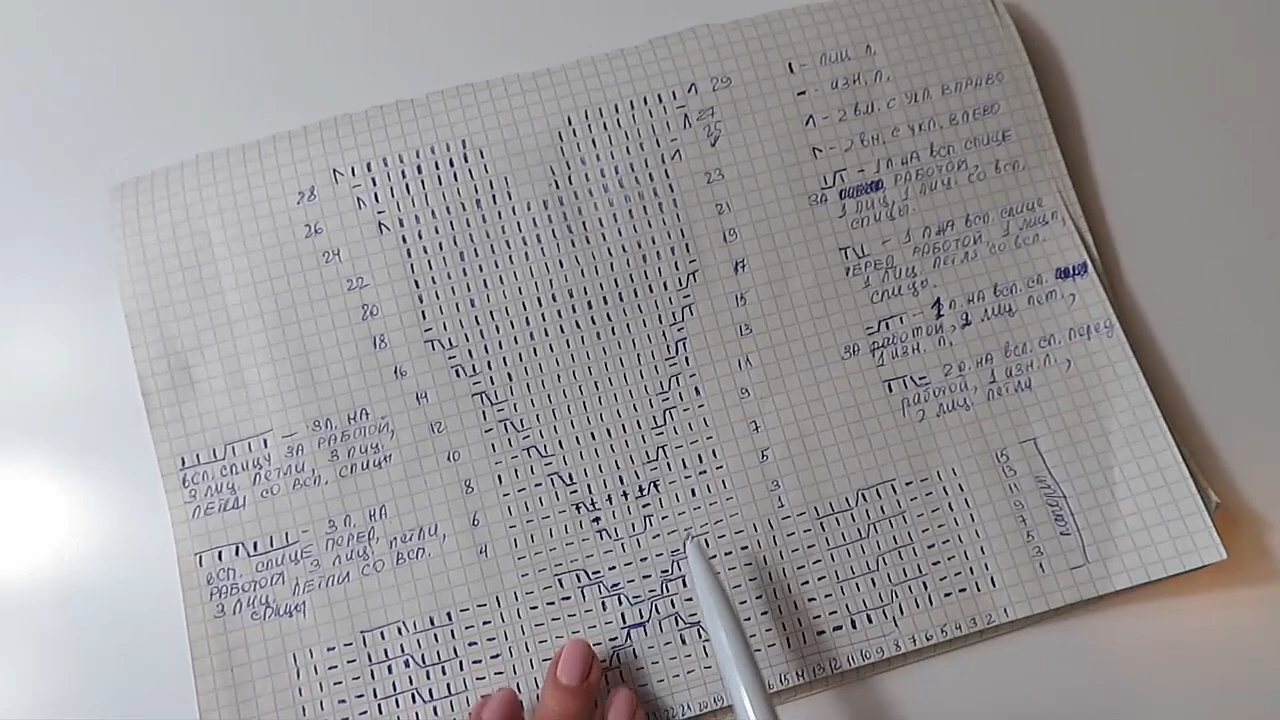 I - ЛИЦ П.
— - ИЗН. П.
Λ - 2 ВМ. С УКЛ. ВПРАВО
Г - 2 ВМ. С УКЛ. ВЛЕВО
- 1 П. НА ВСП. СПИЦЕ
ЗА РАБОТОЙ,
1 ЛИЦ, 1 ЛИЦ. СО ВСП.
СПИЦЫ.
- 1 П НА ВСП. СПИЦЕ
ПЕРЕД РАБОТОЙ, 1 ЛИЦ П,
1 ЛИЦ. ПЕТЛЯ СО ВСП.
СПИЦЫ.
- 1 П. НА ВСП. СП.
ЗА работой, 2 ЛИЦ ПЕТ.,
1 ИЗН. П.
- 2 П. НА ВСП. СП. ПЕРЕД
работой, 1 ИЗН. П.,
2 ЛИЦ. ПЕТЛИ
- 3 П. НА
ВСП. СПИЦУ ЗА РАБОТОЙ,
3 ЛИЦ ПЕТЛИ, 3 ЛИЦ.
ПЕТЛИ СО ВСП. СПИЦЫ
- 3 П. НА
ВСП. СПИЦЕ ПЕРЕД,
РАБОТОЙ, 3 ЛИЦ. ПЕТЛИ,
3 ЛИЦ. ПЕТЛИ СО ВСП.
СПИЦЫ
29
27
25
23
21
19
17
15
13
11
9
7
5
3
1
28
26
24
22
20
18
16
14
12
10
8
6
4
15
13
11
9
7
5
3
1
22 21 20 19
6 15 14 13 12 11 10 9 8 7 6 5 4 3 2 1